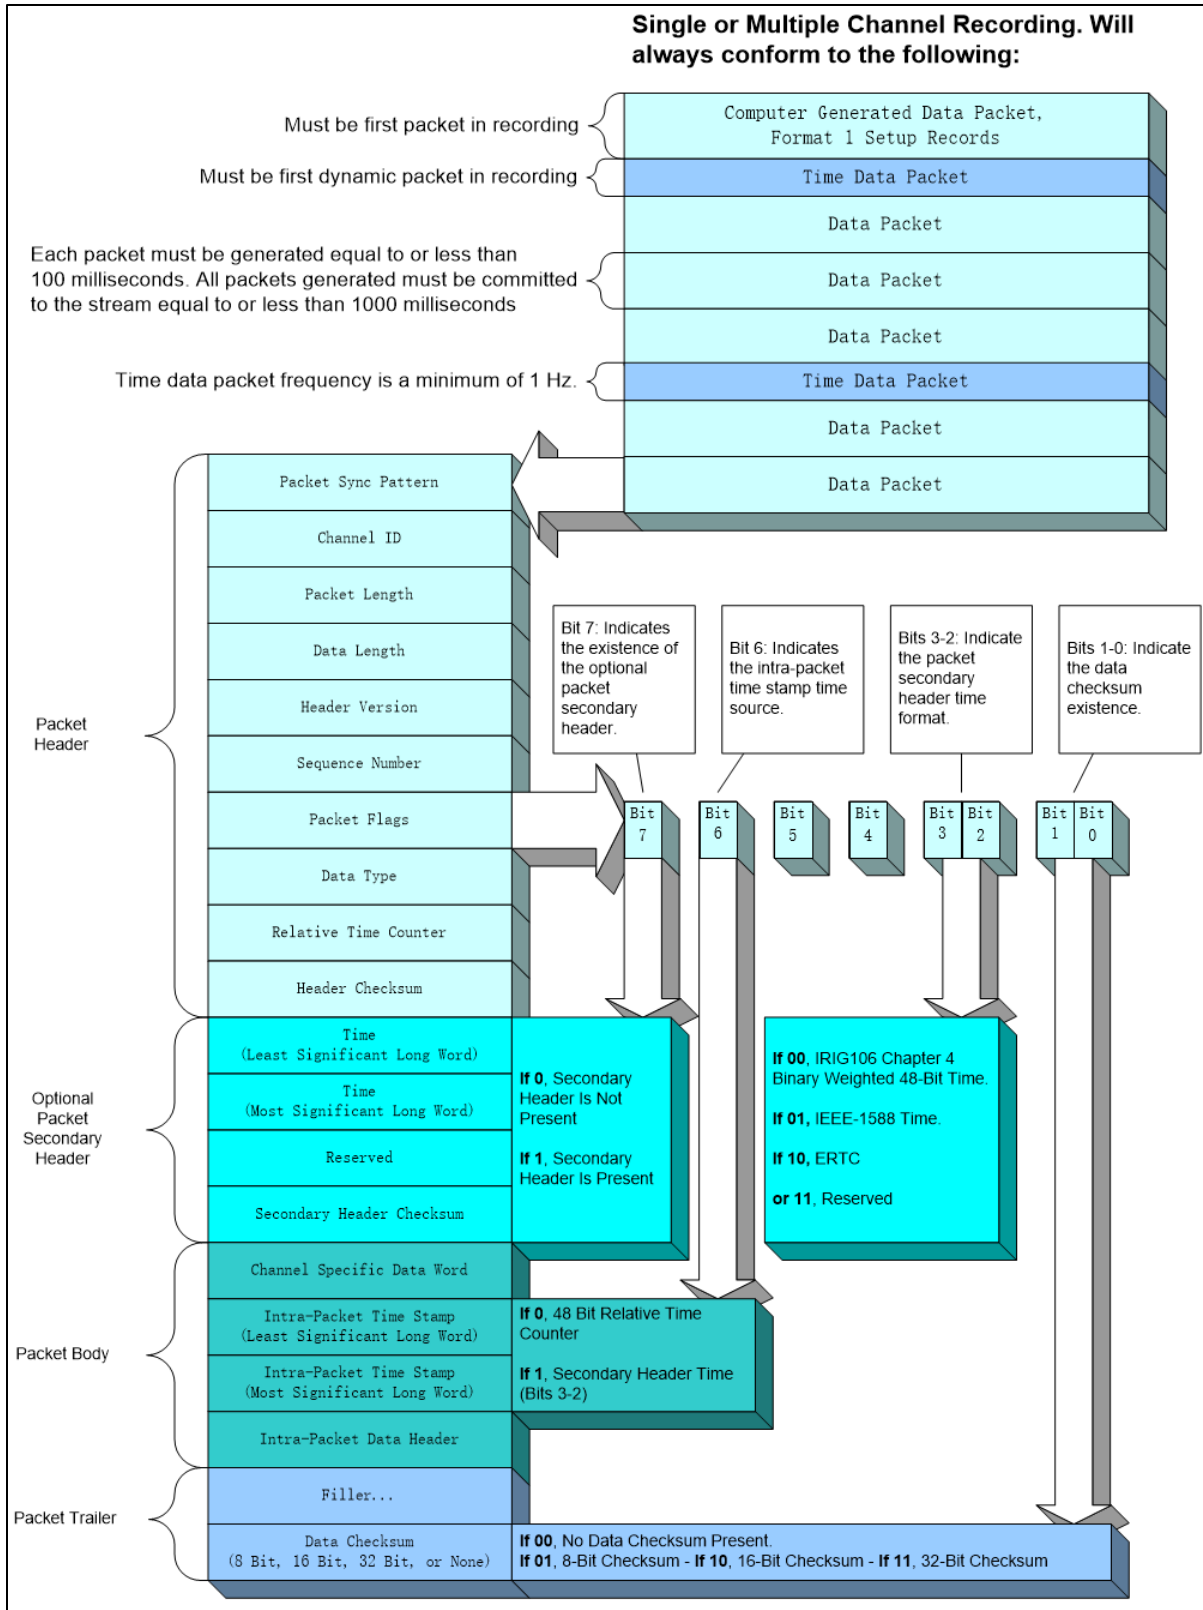 Single or Multiple Channel Recording. Will
always conform to the following:
Must be first packet in recording
Computer Generated Data Packet,
Format 1 Setup Records
Must be first dynamic packet in recording
Time Data Packet
Data Packet
Each packet must be generated equal to or less than
100 milliseconds. All packets generated must be committed
to the stream equal to or less than 1000 milliseconds
Data Packet
Data Packet
Time data packet frequency is a minimum of 1 Hz.
Time Data Packet
Data Packet
Data Packet
Packet
Header
Packet Sync Pattern
Channel ID
Packet Length
Data Length
Header Version
Sequence Number
Packet Flags
Data Type
Relative Time Counter
Header Checksum
Bit 7: Indicates
the existence of
the optional
packet
secondary
header.
Bit 6: Indicates
the intra-packet
time stamp time
source.
Bits 3-2: Indicate
the packet
secondary
header time
format.
Bits 1-0: Indicate
the data
checksum
existence.
Bit
7
Bit
6
Bit
5
Bit
4
Bit
3
Bit
2
Bit
1
Bit
0
Optional
Packet
Secondary
Header
Time
(Least Significant Long Word)
Time
(Most Significant Long Word)
Reserved
Secondary Header Checksum
If 0, Secondary
Header Is Not
Present
If 1, Secondary
Header Is Present
If 00, IRIG106 Chapter 4
Binary Weighted 48-Bit Time.
If 01, IEEE-1588 Time.
If 10, ERTC
or 11, Reserved
Packet Body
Channel Specific Data Word
Intra-Packet Time Stamp
(Least Significant Long Word)
Intra-Packet Time Stamp
(Most Significant Long Word)
Intra-Packet Data Header
If 0, 48 Bit Relative Time
Counter
If 1, Secondary Header Time
(Bits 3-2)
Packet Trailer
Filler...
Data Checksum
(8 Bit, 16 Bit, 32 Bit, or None)
If 00, No Data Checksum Present.
If 01, 8-Bit Checksum - If 10, 16-Bit Checksum - If 11, 32-Bit Checksum